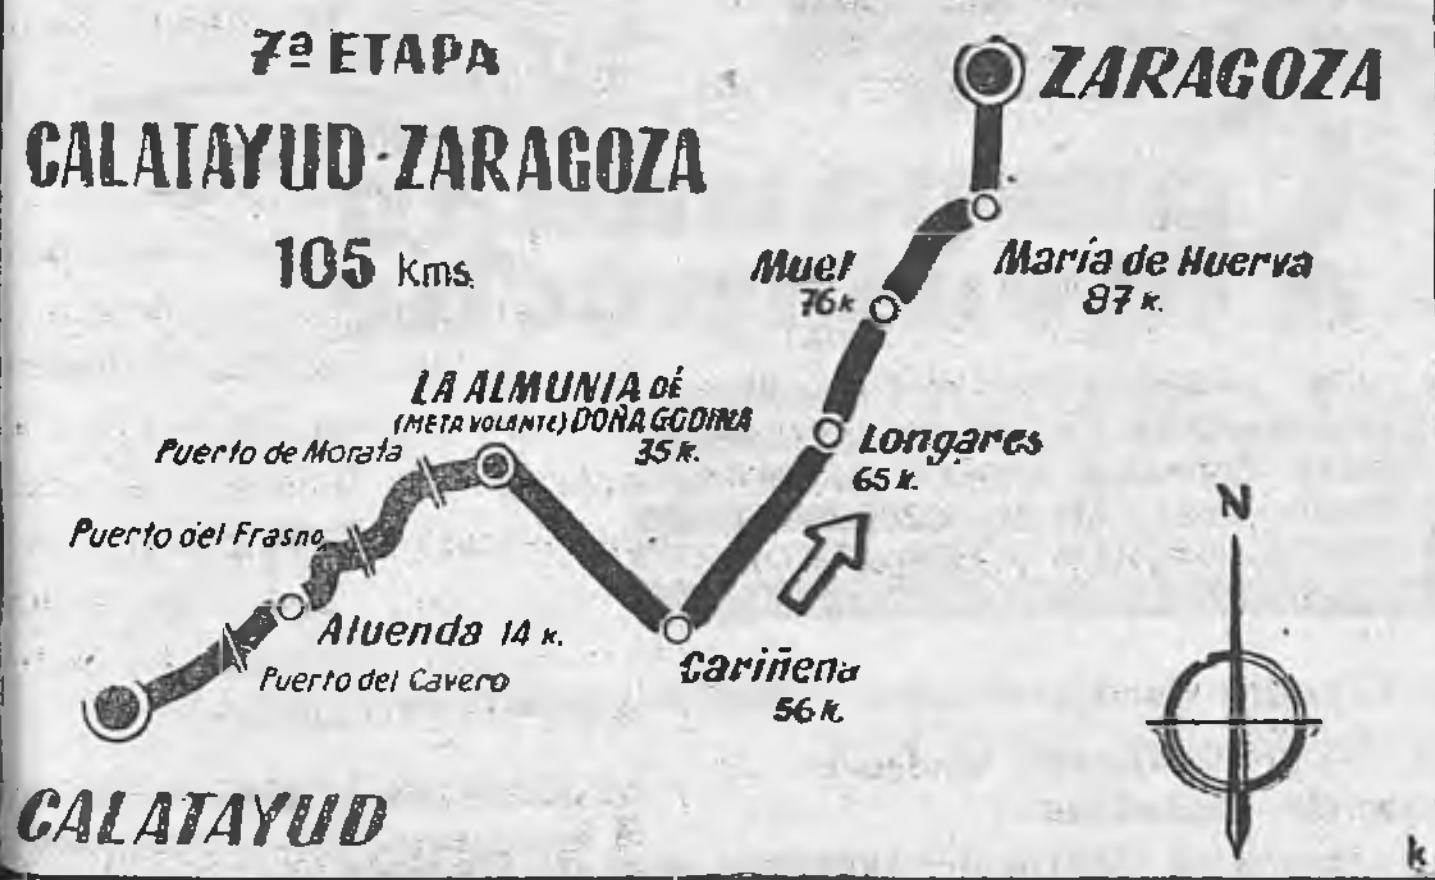 7ª ETAPA
CALATAYUD-ZARAGOZA
105 kms.
ZARAGOZA
María de Huerva
87 k.
Muel
76 k
LA ALMUNIA DE
(META VOLANTE) DOÑA GODINA
35 k.
Puerto de Morata
Longares
65 k.
Puerto del Frasno
N
Aluenda 14 k.
Puerto del Cavero
Cariñena
56 k.
CALATAYUD
k